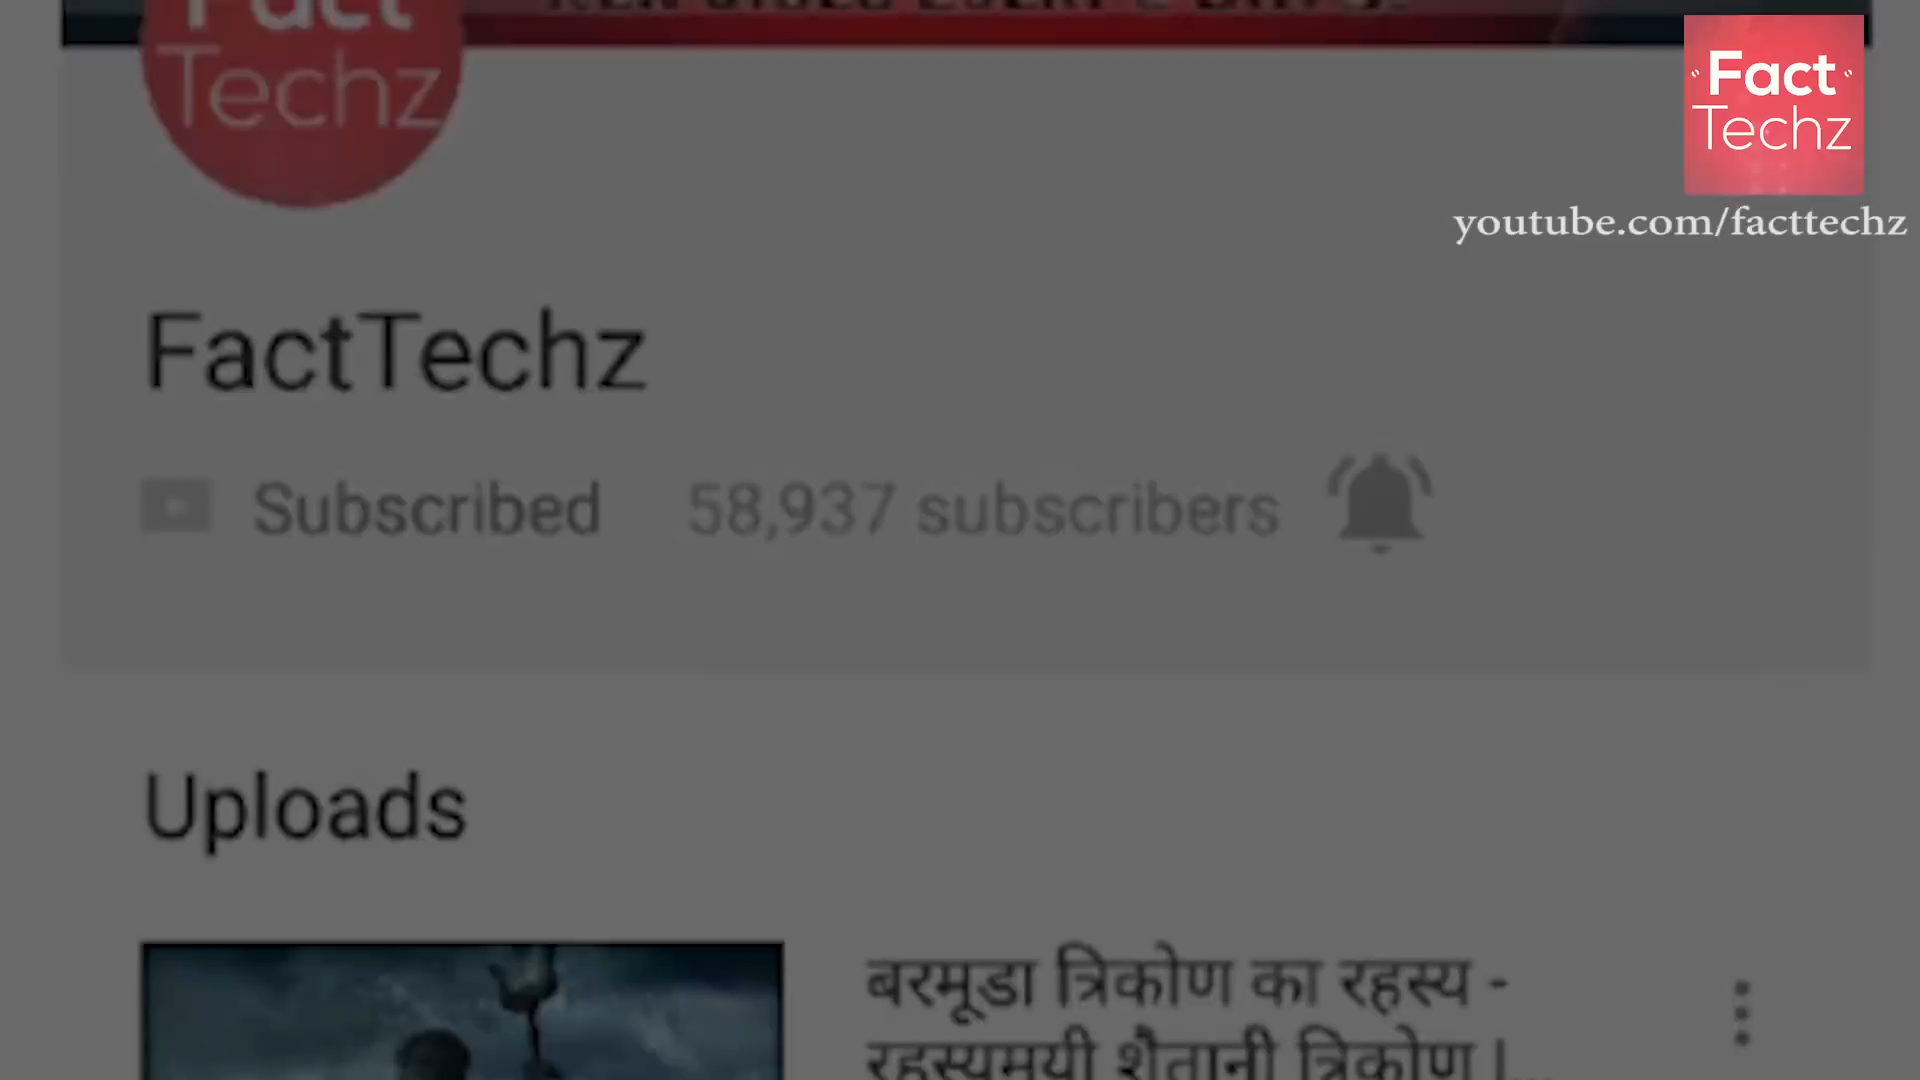 Fact
Techz
Fact
Techz
youtube.com/facttechz
FactTechz
Subscribed 58,937 subscribers
Uploads
बरमूडा त्रिकोण का रहस्य -
रहस्यमयी शैतानी त्रिकोण |...